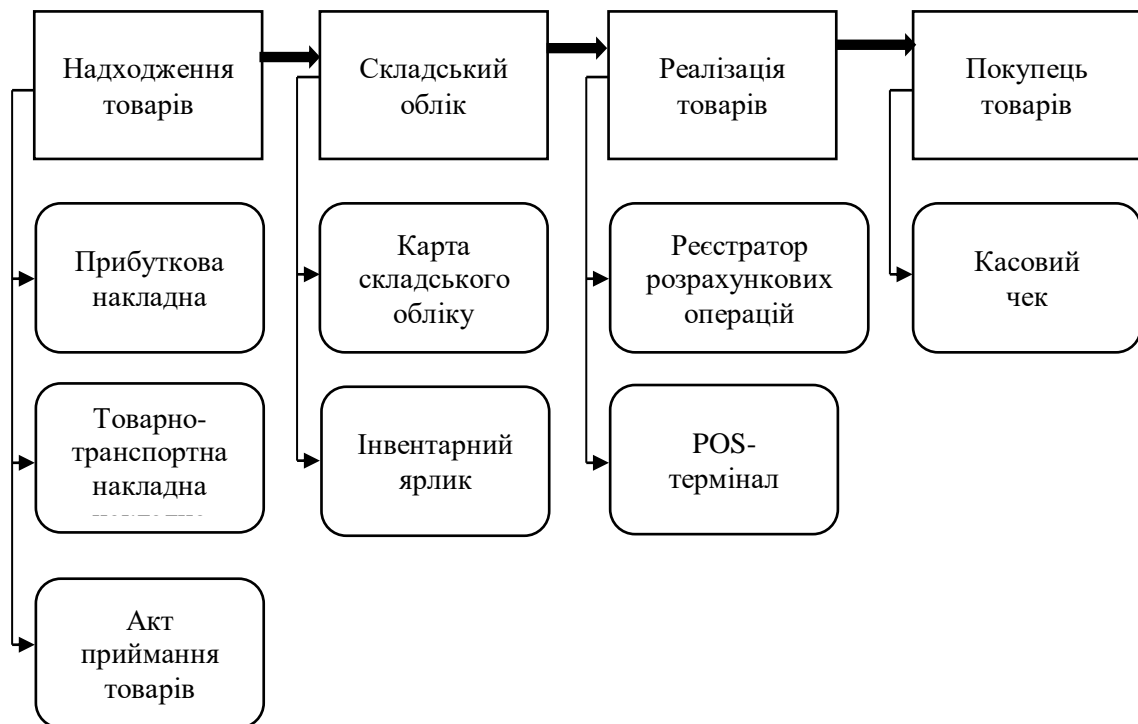 Надходження
товарів
Складський
облік
Реалізація
товарів
Покупець
товарів
Прибуткова
накладна
Карта
складського
обліку
Реєстратор
розрахункових
операцій
Касовий
чек
Товарно-
транспортна
накладна
Інвентарний
ярлик
POS-
термінал
Акт
приймання
товарів